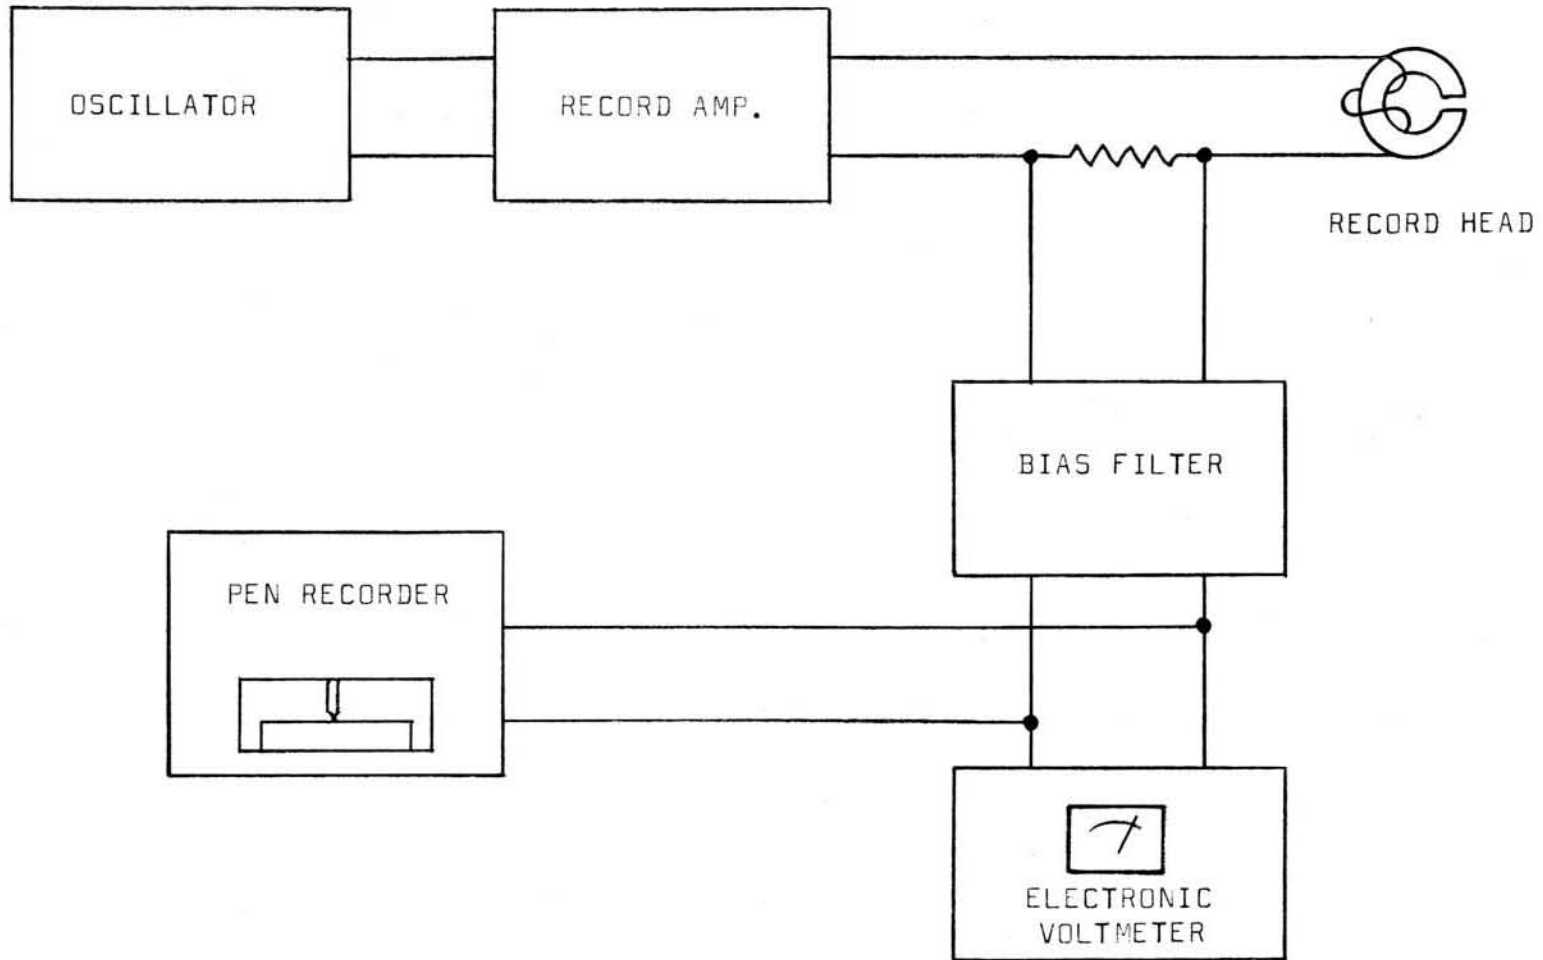 OSCILLATOR
RECORD AMP.
RECORD HEAD
BIAS FILTER
PEN RECORDER
ELECTRONIC
VOLTMETER